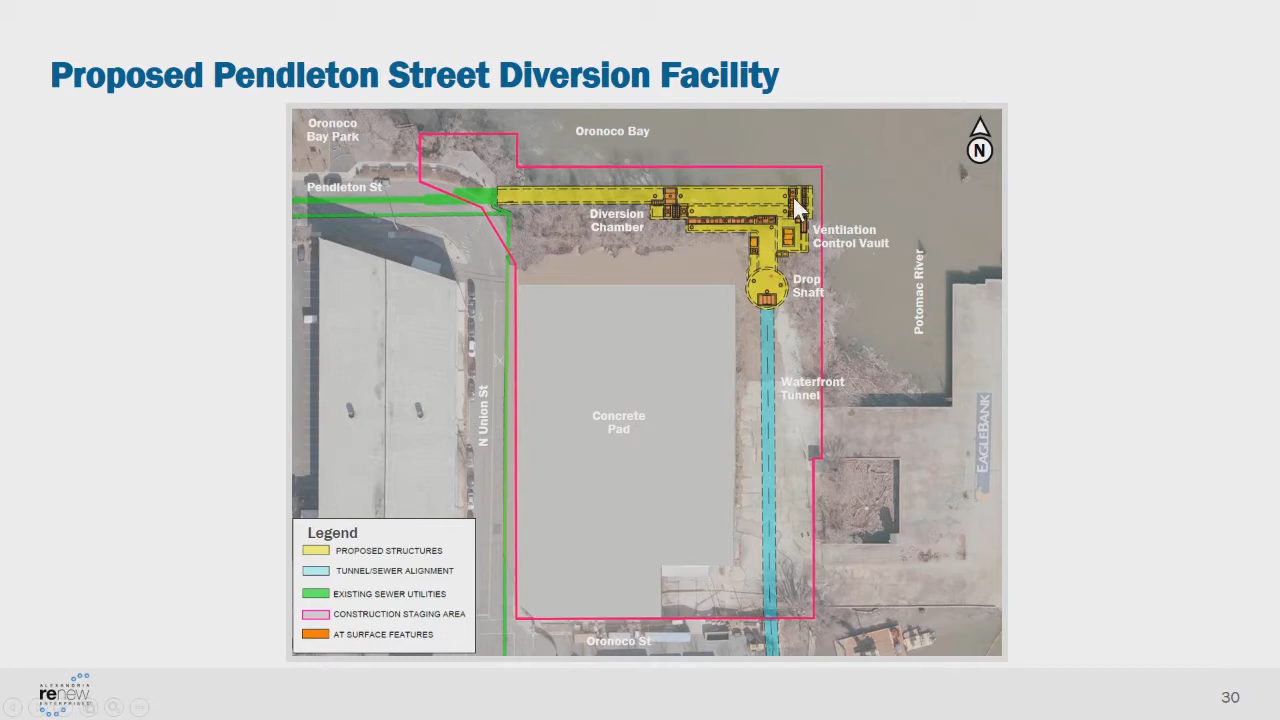 Proposed Pendleton Street Diversion Facility
Oronoco
Bay Park
Oronoco Bay
N
Pendleton St
Diversion
Chamber
Ventilation
Control Vault
Drop
Shaft
Potomac River
Waterfront
Tunnel
N Union St
Concrete
Pad
EAGLEBANK
Oronoco St
Legend
PROPOSED STRUCTURES
TUNNEL/SEWER ALIGNMENT
EXISTING SEWER UTILITIES
CONSTRUCTION STAGING AREA
AT SURFACE FEATURES
ALEXANDRIA
renew
ENTERPRISES
30